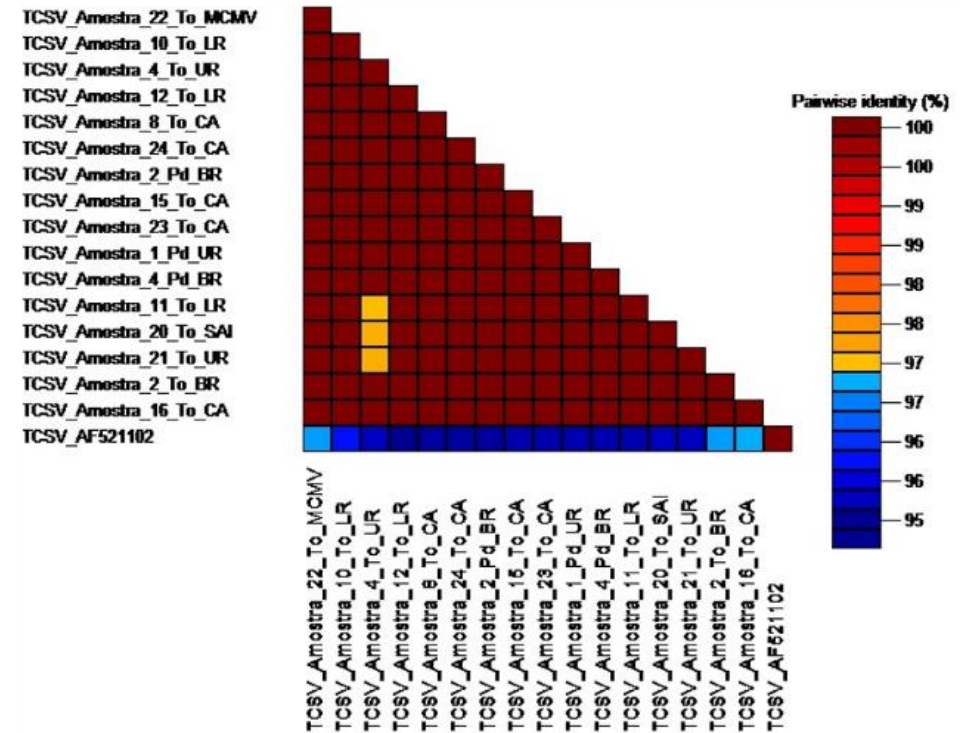 TCSV_Amostra_22_To_MCMV
TCSV_Amostra_10_To_LR
TCSV_Amostra_4_To_UR
TCSV_Amostra_12_To_LR
TCSV_Amostra_8_To_CA
TCSV_Amostra_24_To_CA
TCSV_Amostra_2_Pd_BR
TCSV_Amostra_15_To_CA
TCSV_Amostra_23_To_CA
TCSV_Amostra_1_Pd_UR
TCSV_Amostra_4_Pd_BR
TCSV_Amostra_11_To_LR
TCSV_Amostra_20_To_SAI
TCSV_Amostra_21_To_UR
TCSV_Amostra_2_To_BR
TCSV_Amostra_16_To_CA
TCSV_AF521102
Pairwise identity (%)
100
100
99
99
98
98
97
97
96
96
95
TCSV_Amostra_22_To_MCMV
TCSV_Amostra_10_To_LR
TCSV_Amostra_4_To_UR
TCSV_Amostra_12_To_LR
TCSV_Amostra_8_To_CA
TCSV_Amostra_24_To_CA
TCSV_Amostra_2_Pd_BR
TCSV_Amostra_15_To_CA
TCSV_Amostra_23_To_CA
TCSV_Amostra_1_Pd_UR
TCSV_Amostra_4_Pd_BR
TCSV_Amostra_11_To_LR
TCSV_Amostra_20_To_SAI
TCSV_Amostra_21_To_UR
TCSV_Amostra_2_To_BR
TCSV_Amostra_16_To_CA
TCSV_AF521102